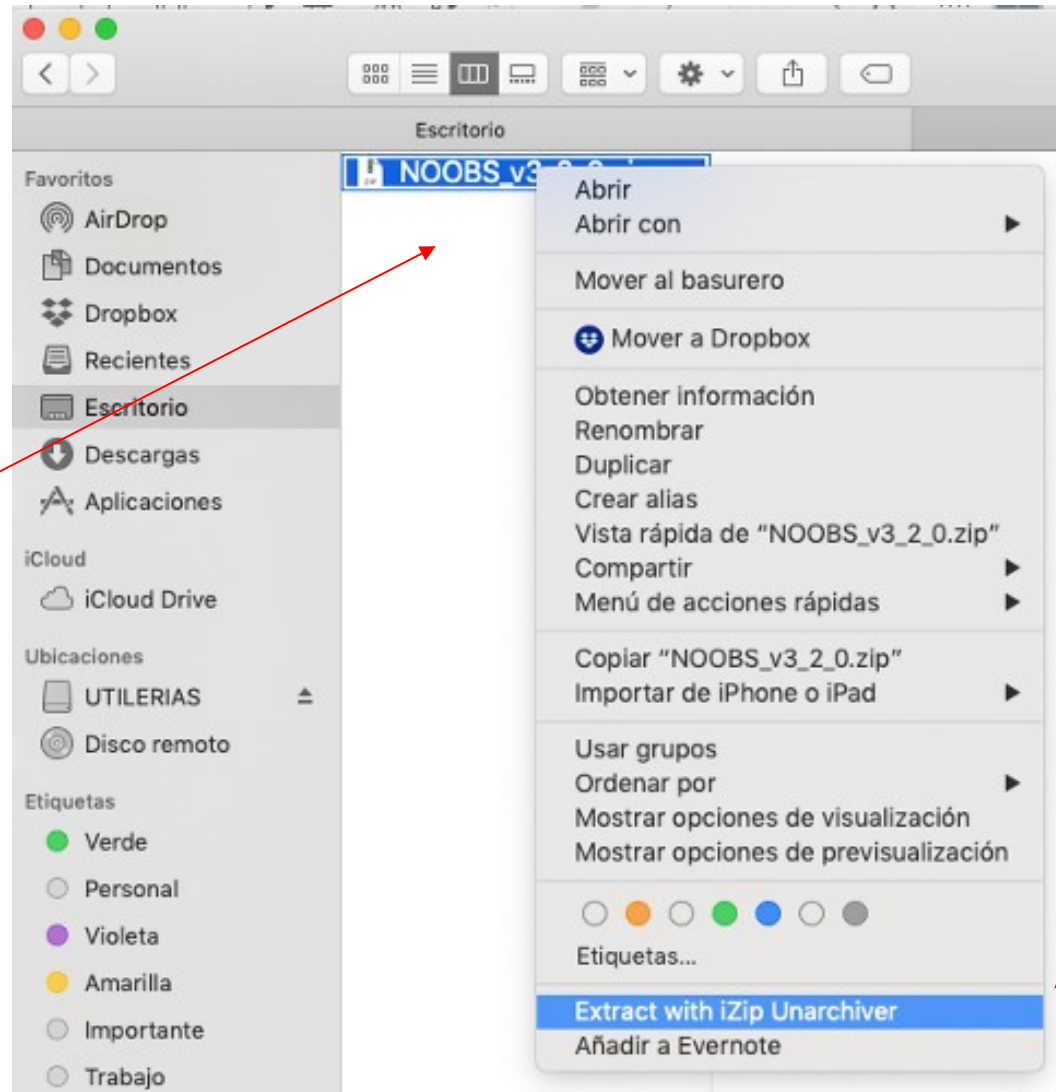 Escritorio
Favoritos
AirDrop
Documentos
Dropbox
Recientes
Escritorio
Descargas
Aplicaciones
iCloud
iCloud Drive
Ubicaciones
UTILERIAS
Disco remoto
Etiquetas
Verde
Personal
Violeta
Amarilla
Importante
Trabajo
ZIP
NOOBS_v3
Abrir
Abrir con
Mover al basurero
Mover a Dropbox
Obtener información
Renombrar
Duplicar
Crear alias
Vista rápida de “NOOBS_v3_2_0.zip”
Compartir
Menú de acciones rápidas
Copiar “NOOBS_v3_2_0.zip”
Importar de iPhone o iPad
Usar grupos
Ordenar por
Mostrar opciones de visualización
Mostrar opciones de previsualización
Etiquetas...
Extract with iZip Unarchiver
Añadir a Evernote